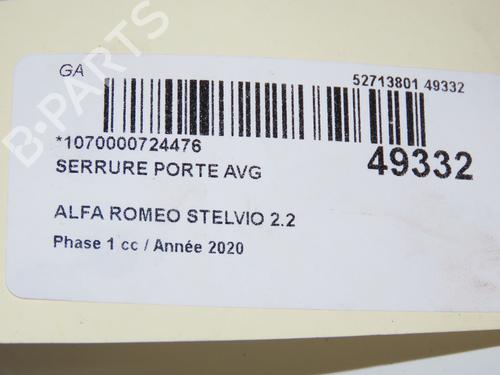 GA
52713801 49332
*1070000724476
49332
SERRURE PORTE AVG
ALFA ROMEO STELVIO 2.2
Phase 1 cc / Année 2020
B-PARTS